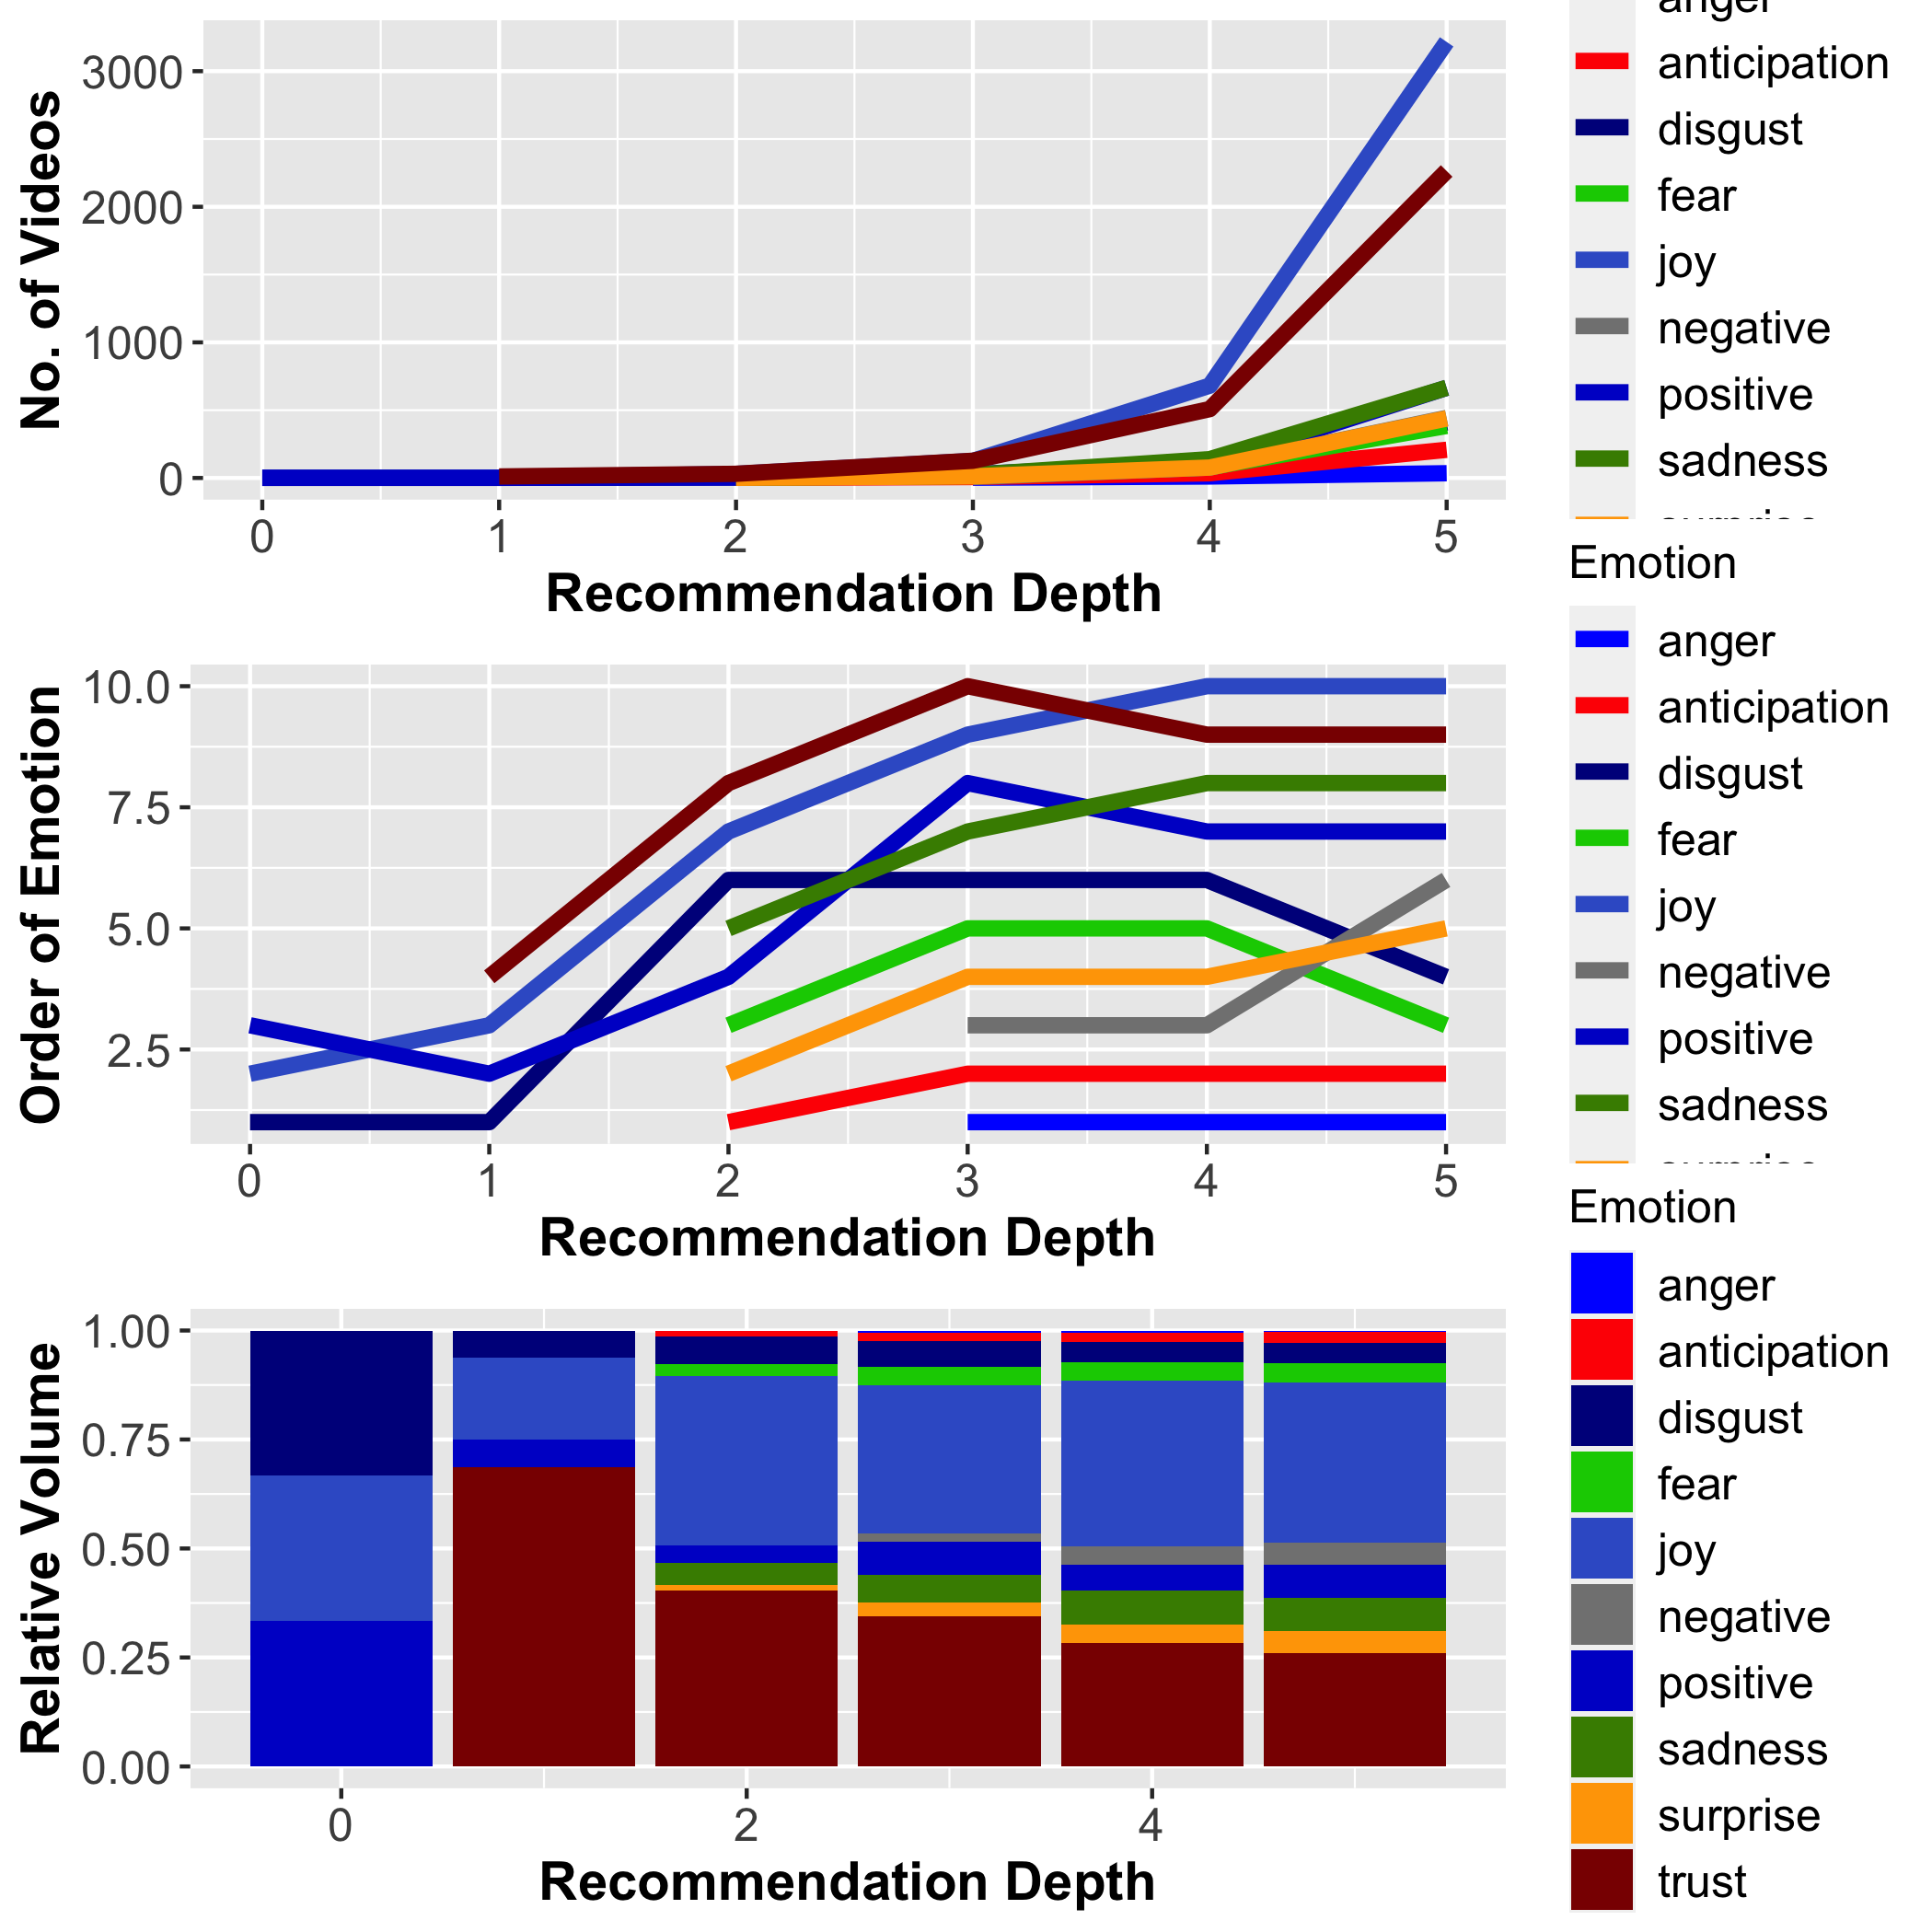 No. of Videos
3000
2000
1000
0
0 1 2 3 4 5
Recommendation Depth
anger
anticipation
disgust
fear
joy
negative
positive
sadness
surprise
Order of Emotion
10.0
7.5
5.0
2.5
0 1 2 3 4 5
Recommendation Depth
Emotion
anger
anticipation
disgust
fear
joy
negative
positive
sadness
surprise
Relative Volume
1.00
0.75
0.50
0.25
0.00
0 2 4
Recommendation Depth
Emotion
anger
anticipation
disgust
fear
joy
negative
positive
sadness
surprise
trust